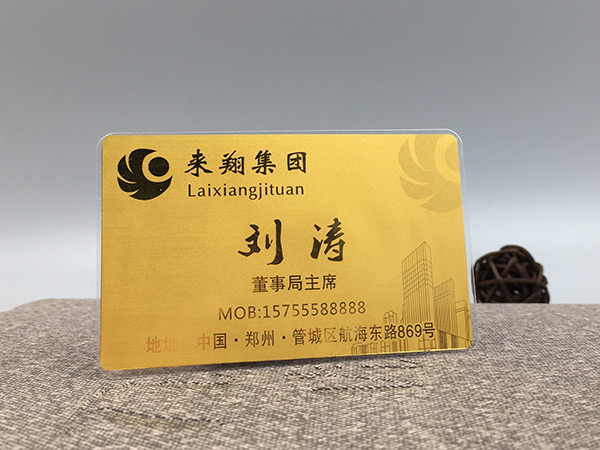 来翔集团
Laixiangjituan
刘涛
董事局主席
MOB:15755588888
地址：中国·郑州·管城区航海东路869号